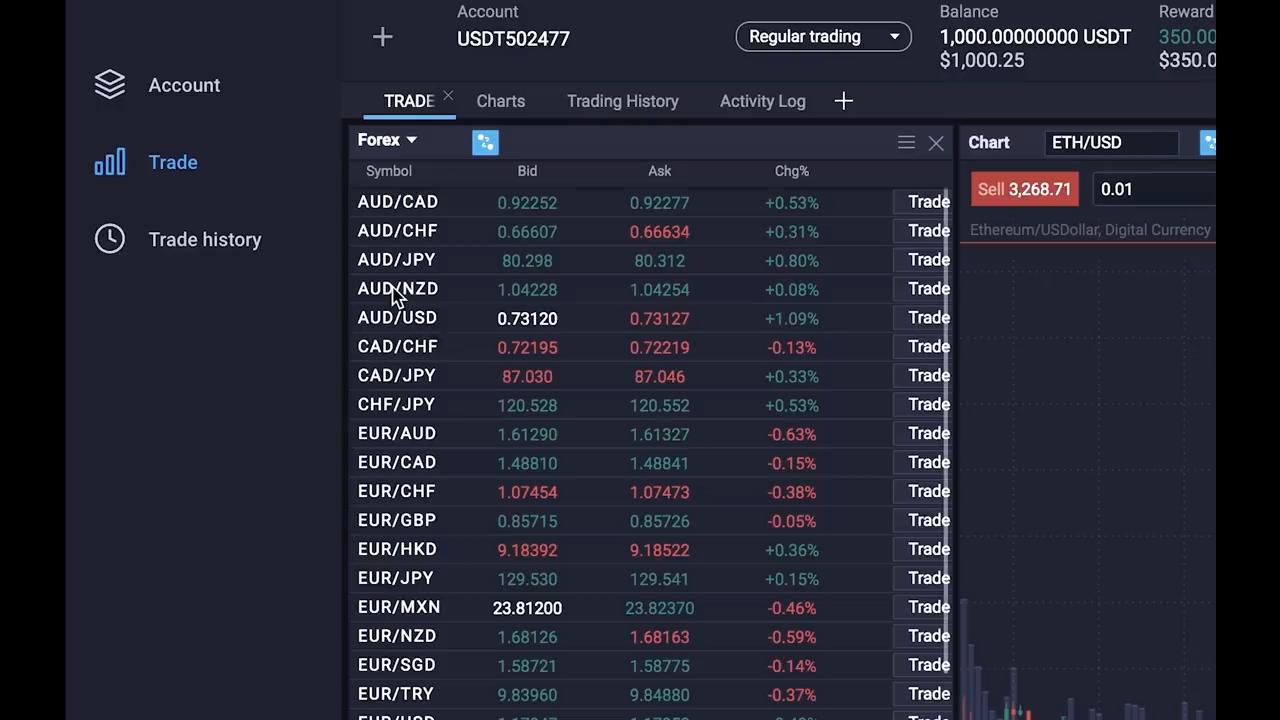 Account
USDT502477
Regular trading
Balance
1,000.00000000 USDT
$1,000.25
Reward
350.00
$350.0
Account
Trade
Trade history
TRADE
Charts
Trading History
Activity Log
Forex
Symbol Bid Ask Chg%
AUD/CAD 0.92252 0.92277 +0.53% Trade
AUD/CHF 0.66607 0.66634 +0.31% Trade
AUD/JPY 80.298 80.312 +0.80% Trade
AUD/NZD 1.04228 1.04254 +0.08% Trade
AUD/USD 0.73120 0.73127 +1.09% Trade
CAD/CHF 0.72195 0.72219 -0.13% Trade
CAD/JPY 87.030 87.046 +0.33% Trade
CHF/JPY 120.528 120.552 +0.53% Trade
EUR/AUD 1.61290 1.61327 -0.63% Trade
EUR/CAD 1.48810 1.48841 -0.15% Trade
EUR/CHF 1.07454 1.07473 -0.38% Trade
EUR/GBP 0.85715 0.85726 -0.05% Trade
EUR/HKD 9.18392 9.18522 +0.36% Trade
EUR/JPY 129.530 129.541 +0.15% Trade
EUR/MXN 23.81200 23.82370 -0.46% Trade
EUR/NZD 1.68126 1.68163 -0.59% Trade
EUR/SGD 1.58721 1.58775 -0.14% Trade
EUR/TRY 9.83960 9.84880 -0.37% Trade
Chart ETH/USD
Sell 3,268.71 0.01
Ethereum/USDollar, Digital Currency